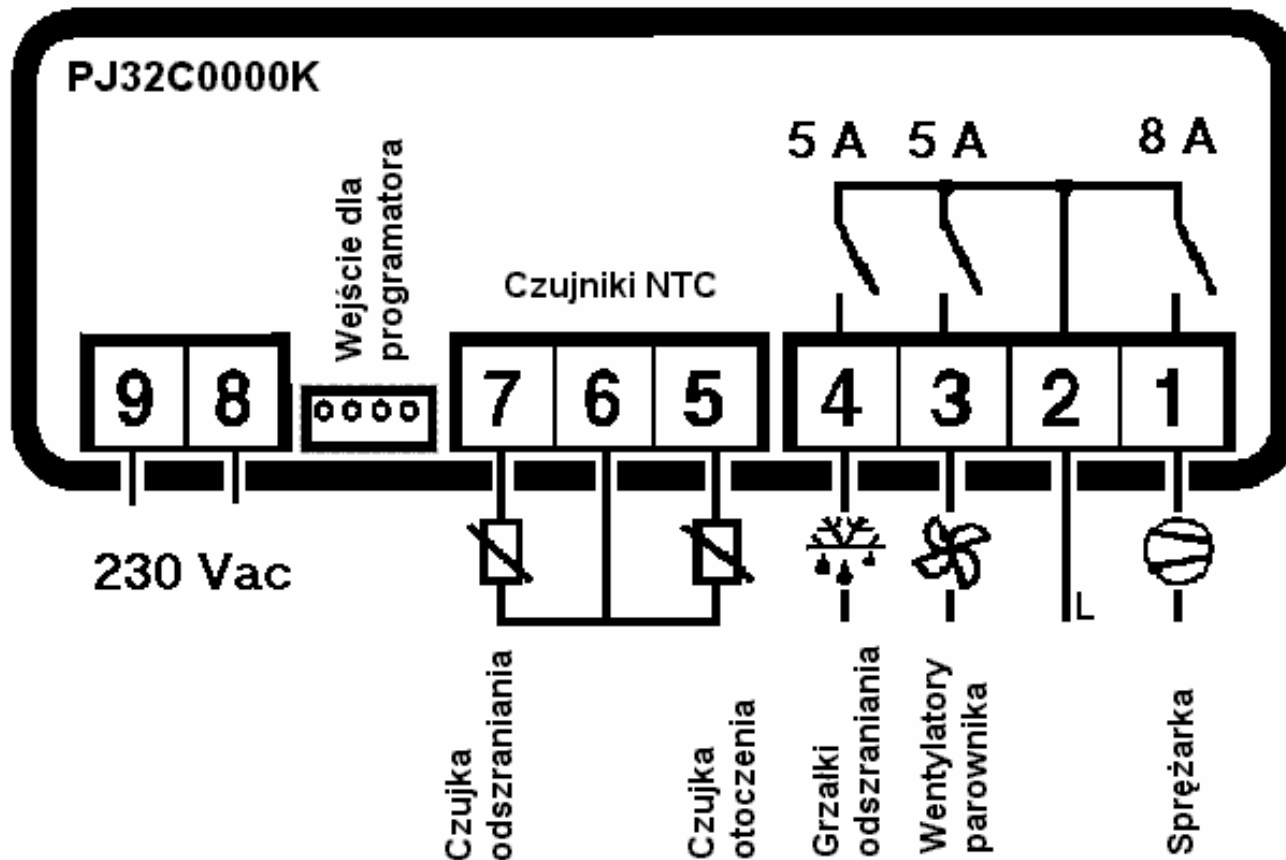 PJ32C0000K
5 A 5 A 8 A
Wejście dla
programatora
Czujniki NTC
9 8 7 6 5 4 3 2 1
230 Vac
L
Czujka
odszraniania
Czujka
otoczenia
Grzałki
odszraniania
Wentylatory
parownika
Sprężarka